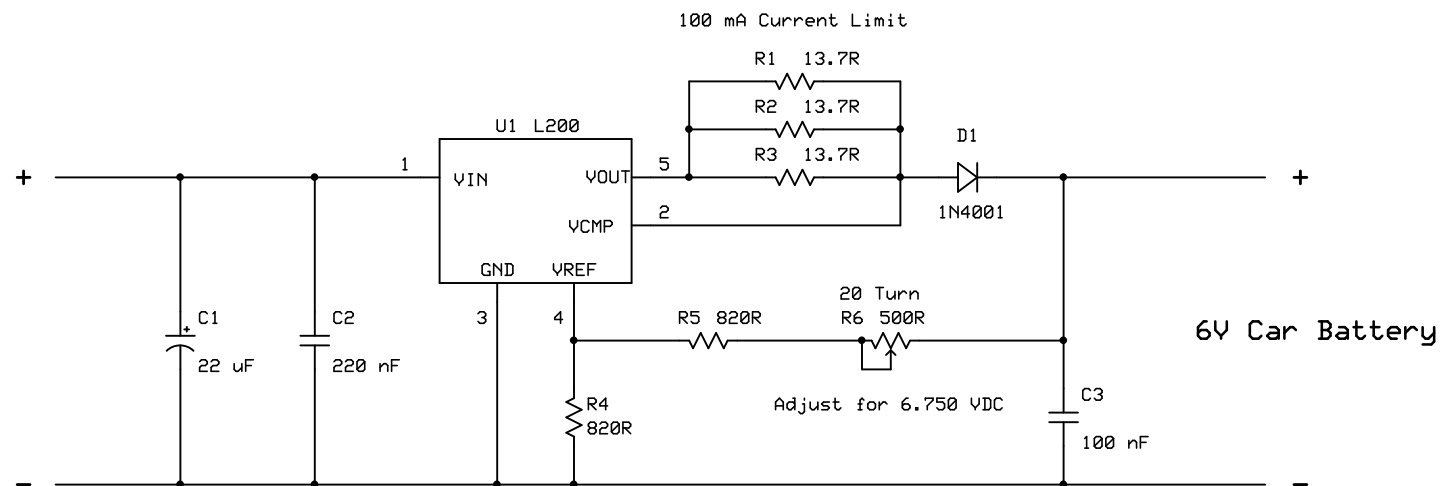 100 mA Current Limit
R1 13.7R
R2 13.7R
U1 L200
R3 13.7R
D1
1
5
+
VIN
VOUT
+
2
1N4001
VCMP
GND VREF
20 Turn
C1
C2
3
4
R5 820R
R6 500R
+
6V Car Battery
22 uF
220 nF
C3
R4
Adjust for 6.750 VDC
820R
100 nF
-
-